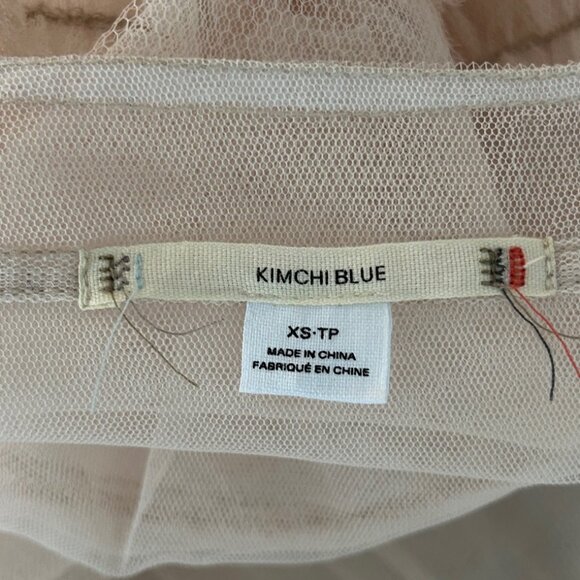 KIMCHI BLUE
XS·TP
MADE IN CHINA
FABRIQUÉ EN CHINE